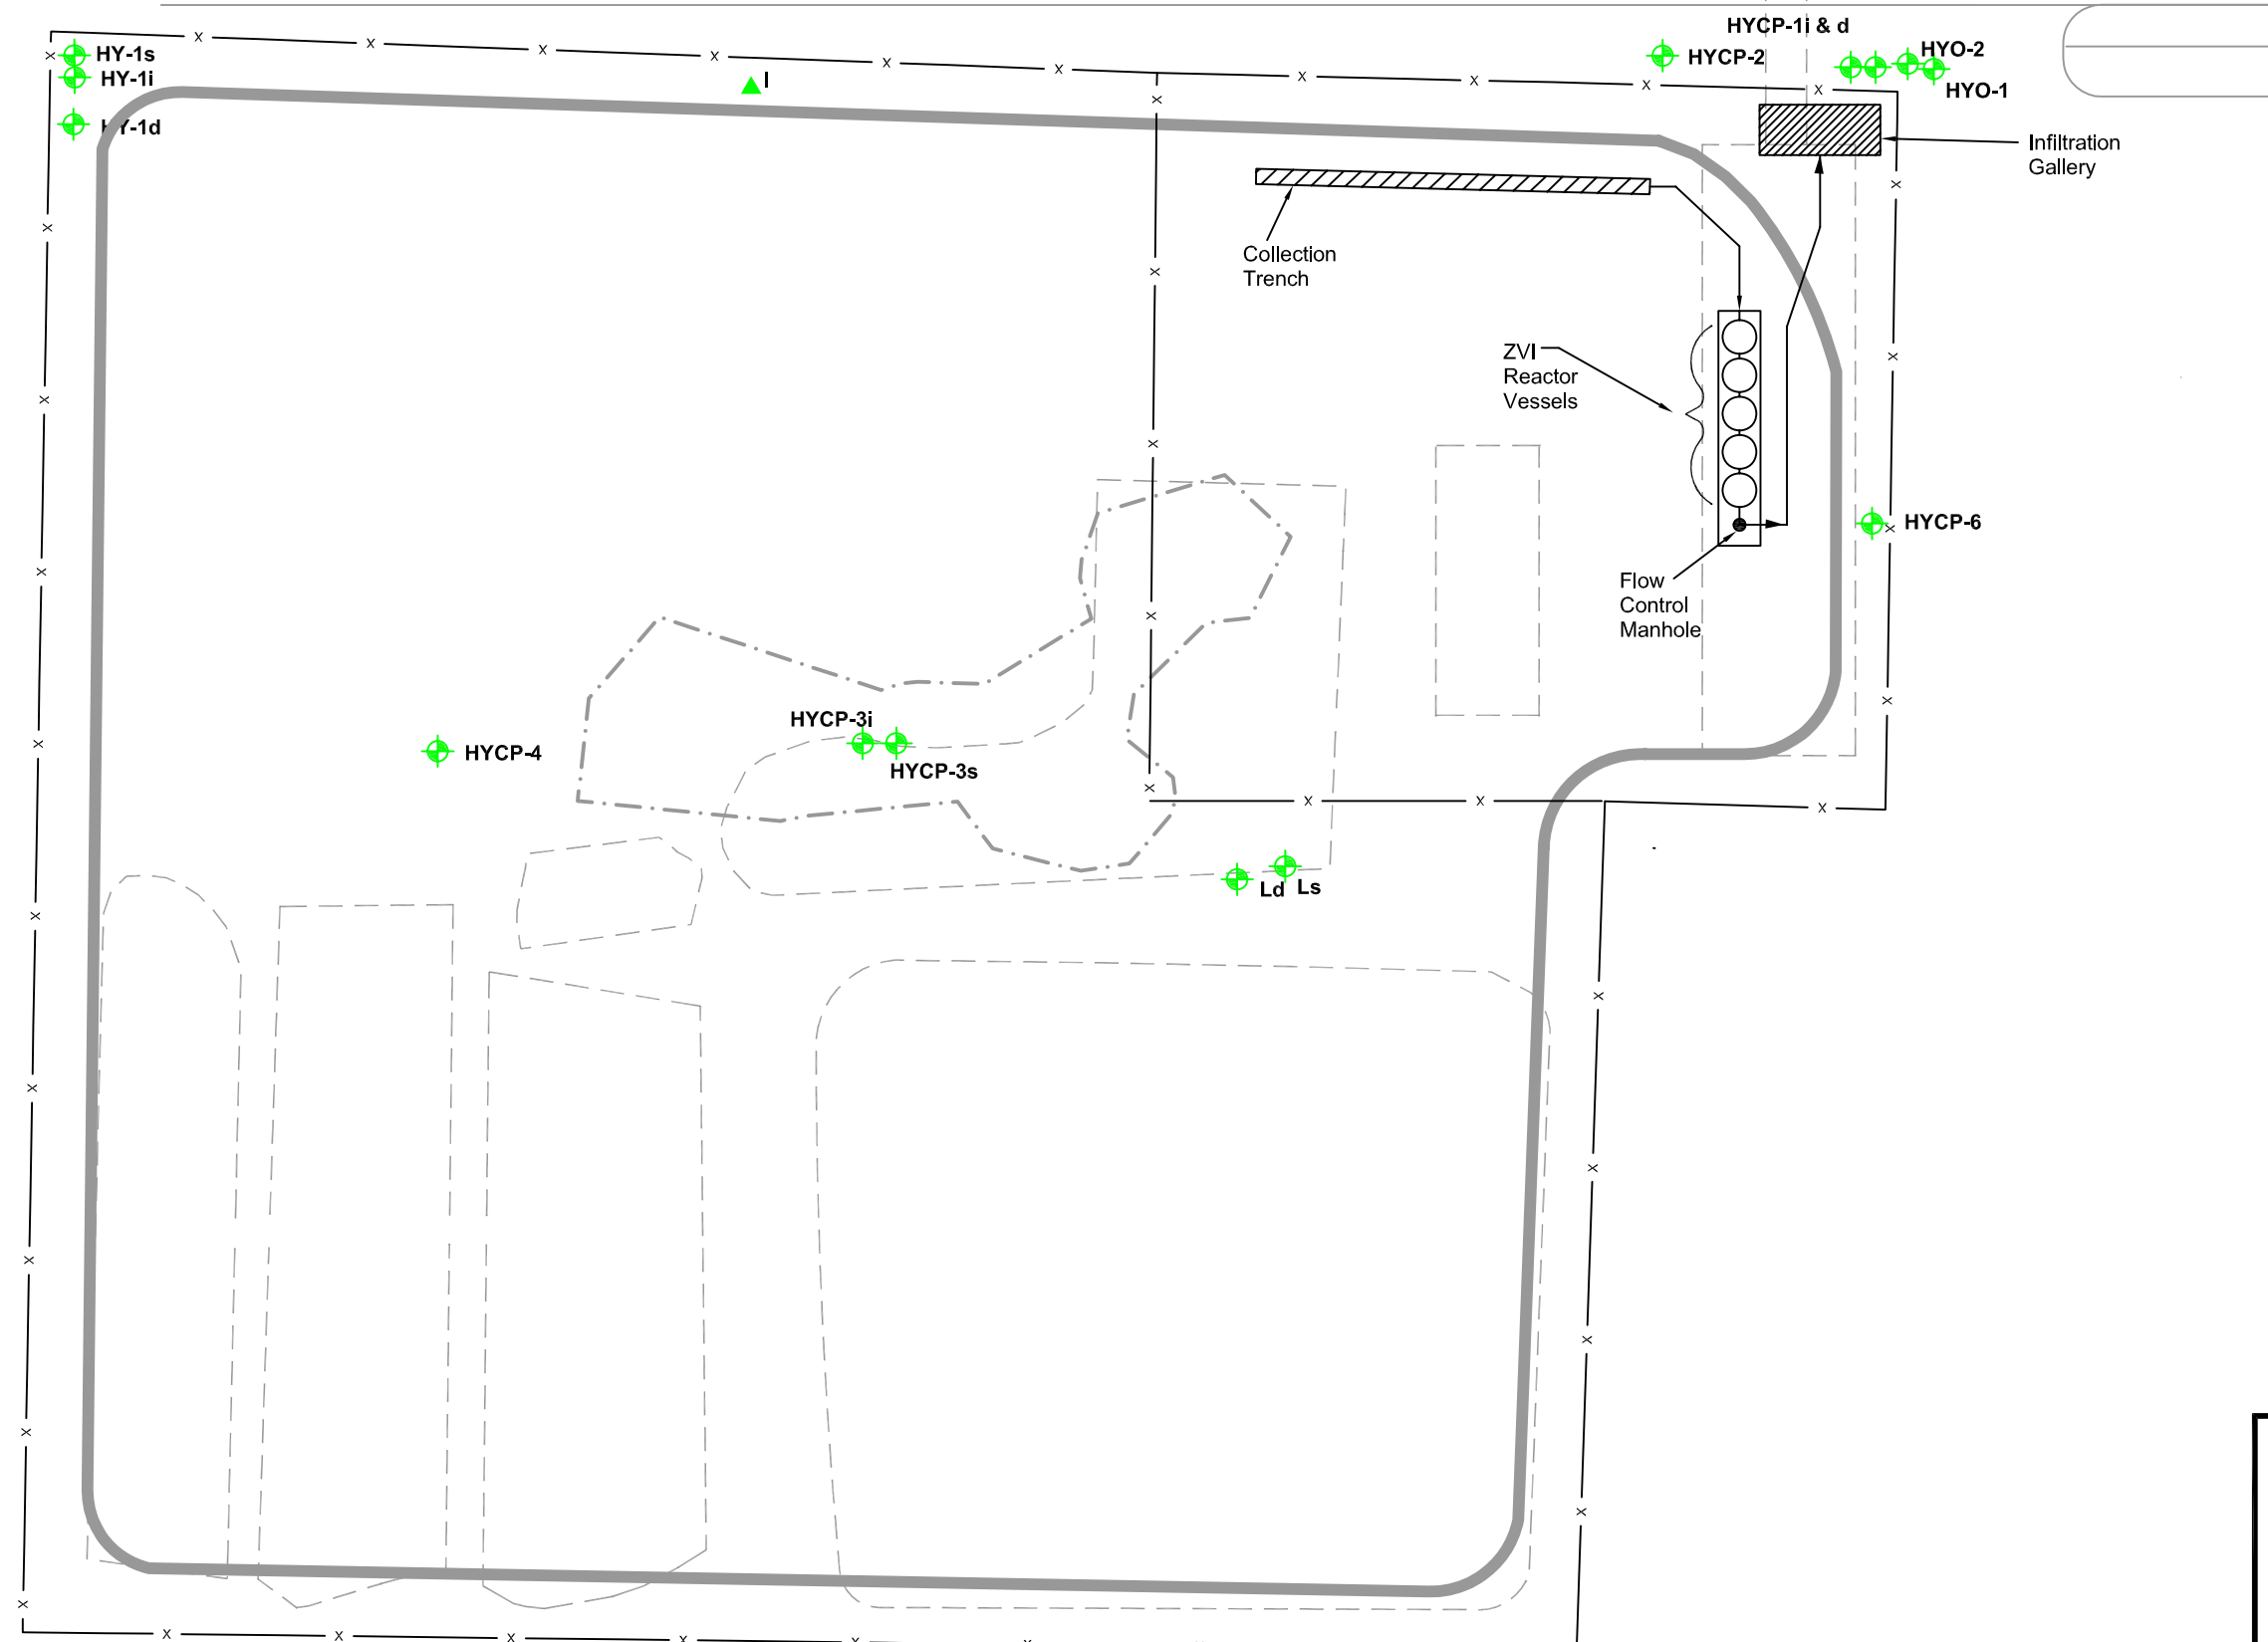 HYCP-1i & d
HY-1s
HYCP-2
HYO-2
HY-1i
I
HYO-1
HY-1d
Infiltration
Gallery
Collection
Trench
ZVI
Reactor
Vessels
HYCP-6
Flow
Control
Manhole
HYCP-3i
HYCP-4
HYCP-3s
Ld
Ls